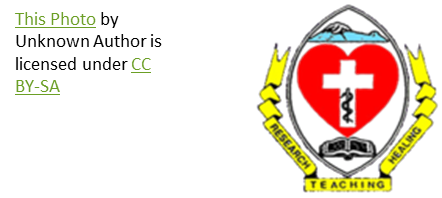 This Photo by
Unknown Author is
licensed under CC
BY-SA
RESEARCH
TEACHING
HEALING